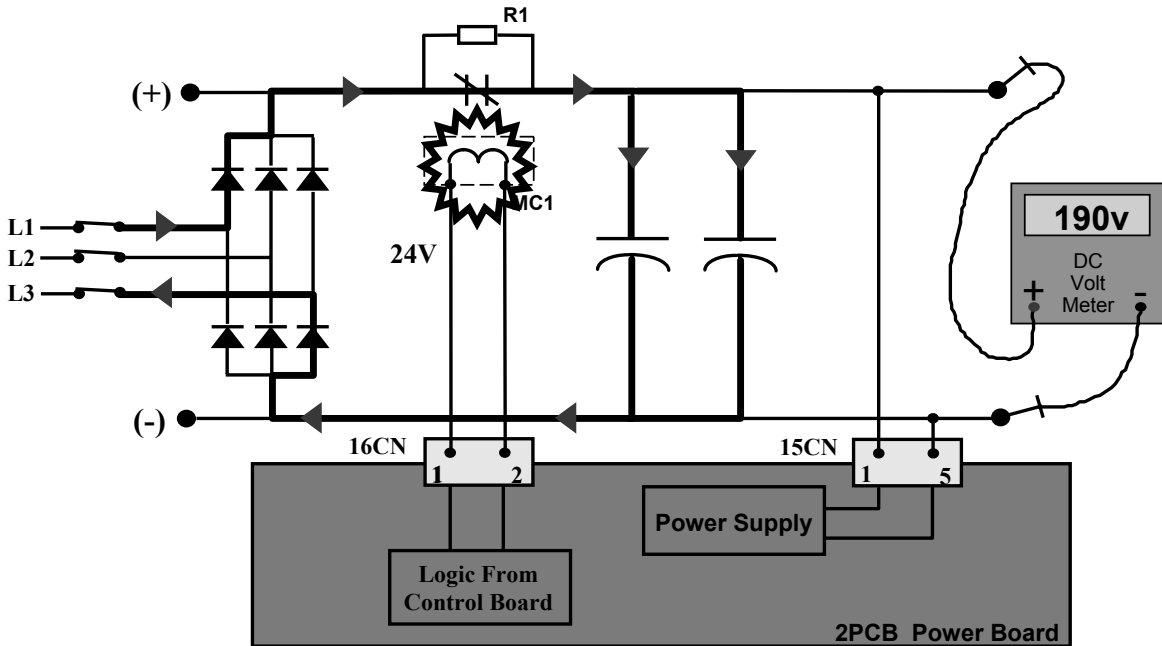 R1
(+)
MC1
L1
L2
L3
24V
190v
DC
Volt
Meter
+ -
(-)
16CN
1 2
15CN
1 5
Power Supply
Logic From
Control Board
2PCB Power Board